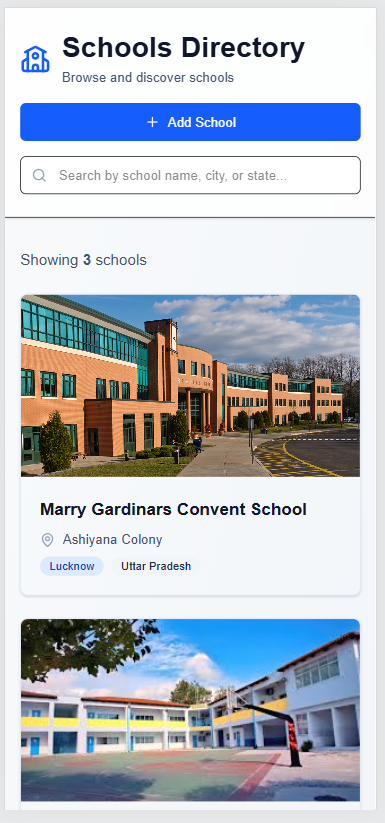 Schools Directory
Browse and discover schools
+ Add School
Search by school name, city, or state...
Showing 3 schools
Marry Gardinars Convent School
Ashiyana Colony
Lucknow Uttar Pradesh